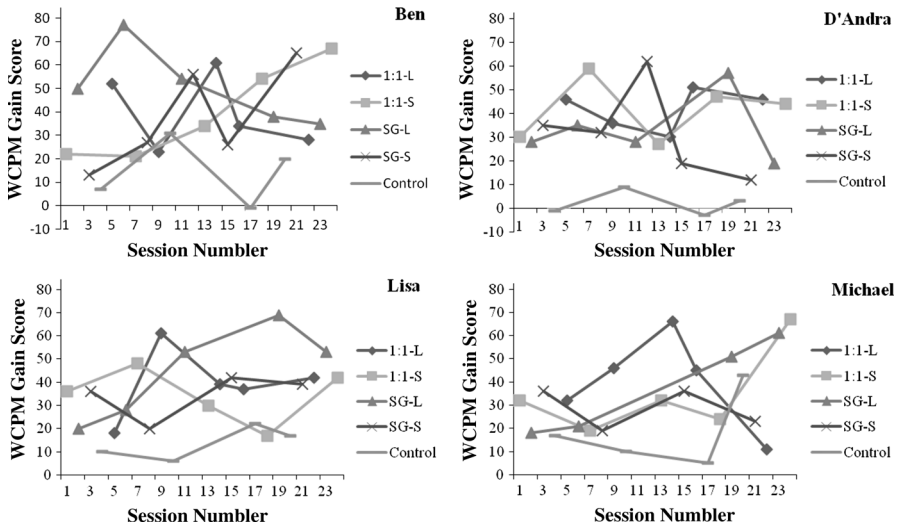 Ben
WCPM Gain Score
80
70
60
50
40
30
20
10
0
-10
1 3 5 7 9 11 13 15 17 19 21 23
Session Numbler
1:1-L
1:1-S
SG-L
SG-S
Control
D'Andra
WCPM Gain Score
80
70
60
50
40
30
20
10
0
-10
1 3 5 7 9 11 13 15 17 19 21 23
Session Numbler
1:1-L
1:1-S
SG-L
SG-S
Control
Lisa
WCPM Gain Score
80
70
60
50
40
30
20
10
0
1 3 5 7 9 11 13 15 17 19 21 23
Session Numbler
1:1-L
1:1-S
SG-L
SG-S
Control
Michael
WCPM Gain Score
80
70
60
50
40
30
20
10
0
1 3 5 7 9 11 13 15 17 19 21 23
Session Numbler
1:1-L
1:1-S
SG-L
SG-S
Control